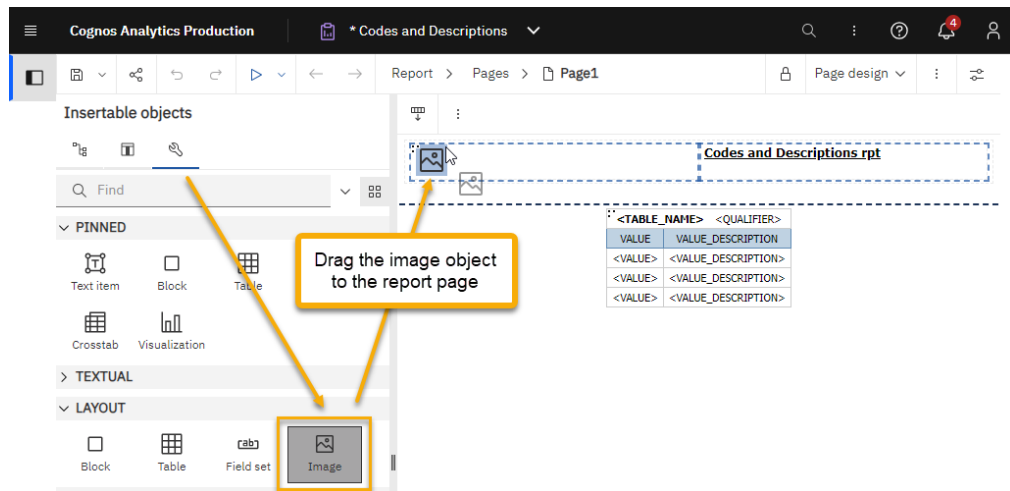 Cognos Analytics Production
* Codes and Descriptions
4
Report > Pages > Page1
Page design
Insertable objects
Find
PINNED
Text item
Block
Table
Crosstab
Visualization
TEXTUAL
LAYOUT
Block
Table
[ab]
Field set
Image
Drag the image object
to the report page
Codes and Descriptions rpt
<TABLE_NAME> <QUALIFIER>
VALUE VALUE_DESCRIPTION
<VALUE> <VALUE_DESCRIPTION>
<VALUE> <VALUE_DESCRIPTION>
<VALUE> <VALUE_DESCRIPTION>